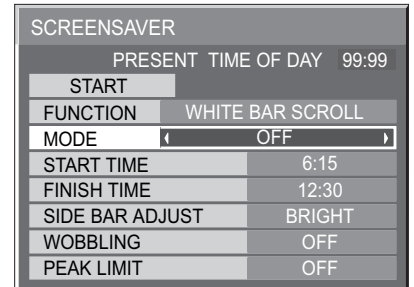 SCREENSAVER
PRESENT TIME OF DAY 99:99
START
FUNCTION WHITE BAR SCROLL
MODE OFF
START TIME 6:15
FINISH TIME 12:30
SIDE BAR ADJUST BRIGHT
WOBBLING OFF
PEAK LIMIT OFF